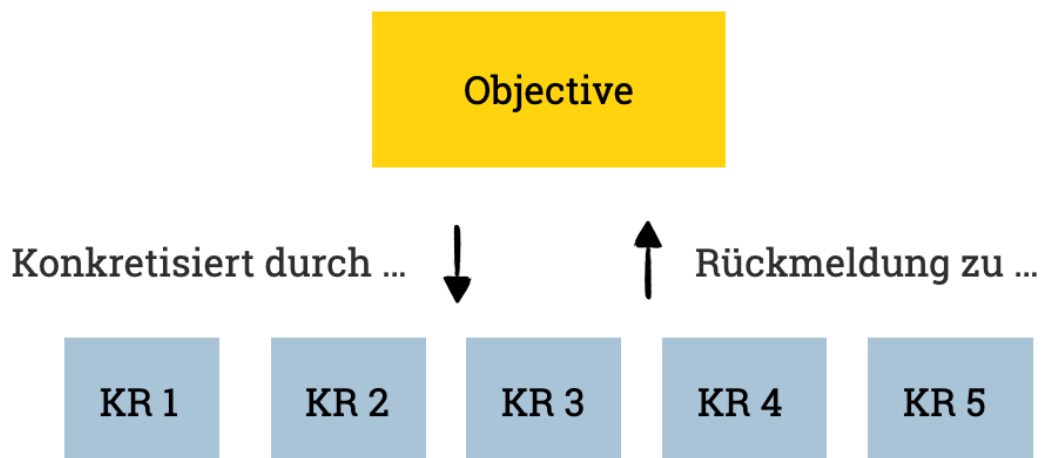 Objective
Konkretisiert durch ...
Rückmeldung zu ...
KR 1
KR 2
KR 3
KR 4
KR 5